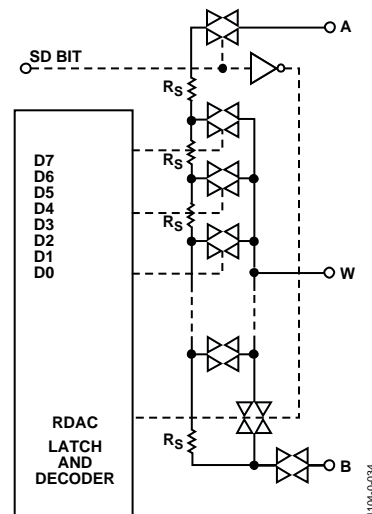 A
SD BIT
RS
RS
RS
D7
D6
D5
D4
D3
D2
D1
D0
W
RDAC
LATCH
AND
DECODER
RS
B